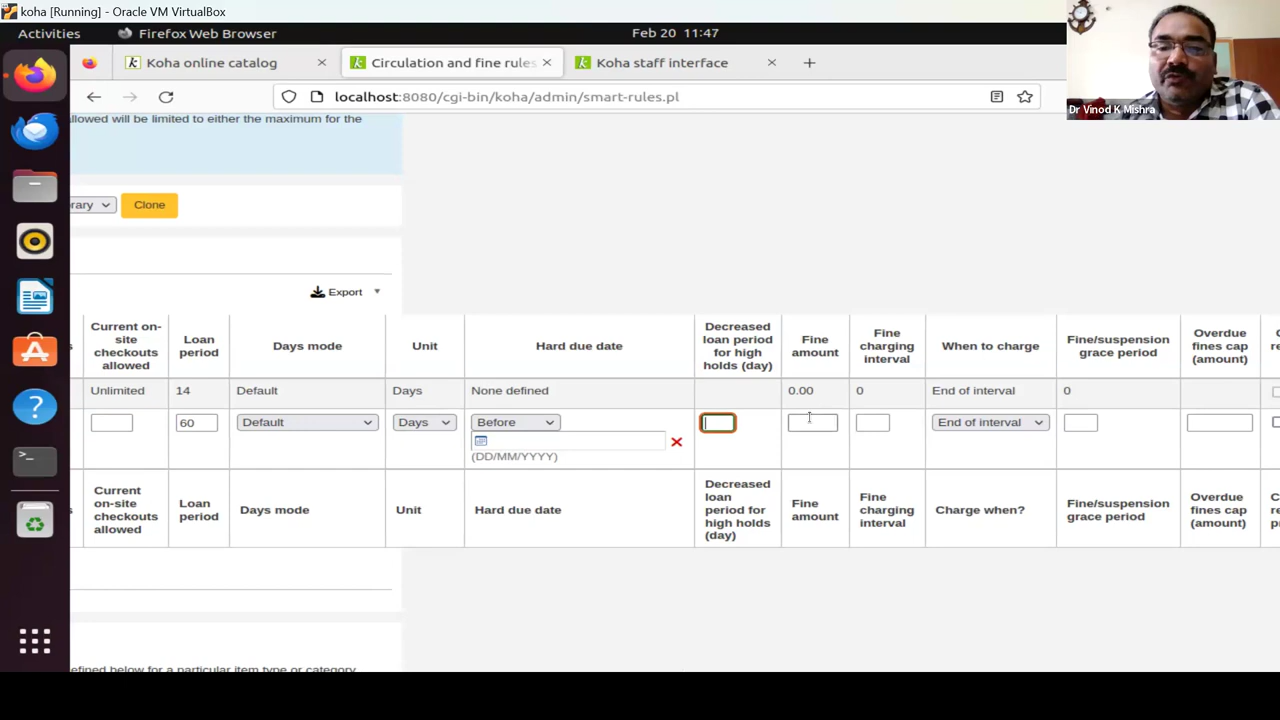 koha [Running] - Oracle VM VirtualBox
Activities Firefox Web Browser Feb 20 11:47
Koha online catalog × Circulation and fine rules × Koha staff interface × +
localhost:8080/cgi-bin/koha/admin/smart-rules.pl
Dr Vinod K Mishra
allowed will be limited to either the maximum for the
rary Clone
Export
Current on-site checkouts allowed Loan period Days mode Unit Hard due date Decreased loan period for high holds (day) Fine amount Fine charging interval When to charge Fine/suspension grace period Overdue fines cap (amount)
Unlimited 14 Default Days None defined 0.00 0 End of interval 0
60 Default Days Before End of interval
(DD/MM/YYYY)
Current on-site checkouts allowed Loan period Days mode Unit Hard due date Decreased loan period for high holds (day) Fine amount Fine charging interval Charge when? Fine/suspension grace period Overdue fines cap (amount)
efined below for a particular item type or category